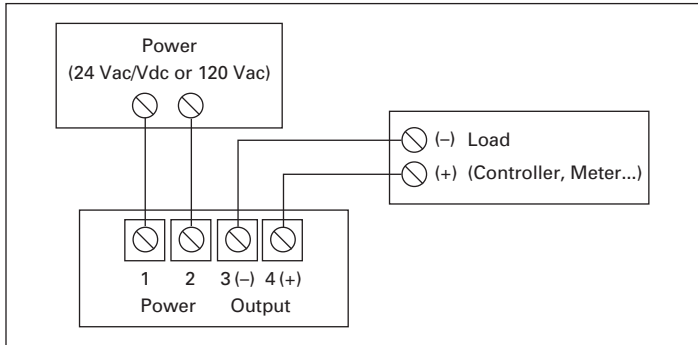 Power
(24 Vac/Vdc or 120 Vac)
(–) Load
(+) (Controller, Meter...)
1 2 3 (–) 4 (+)
Power Output